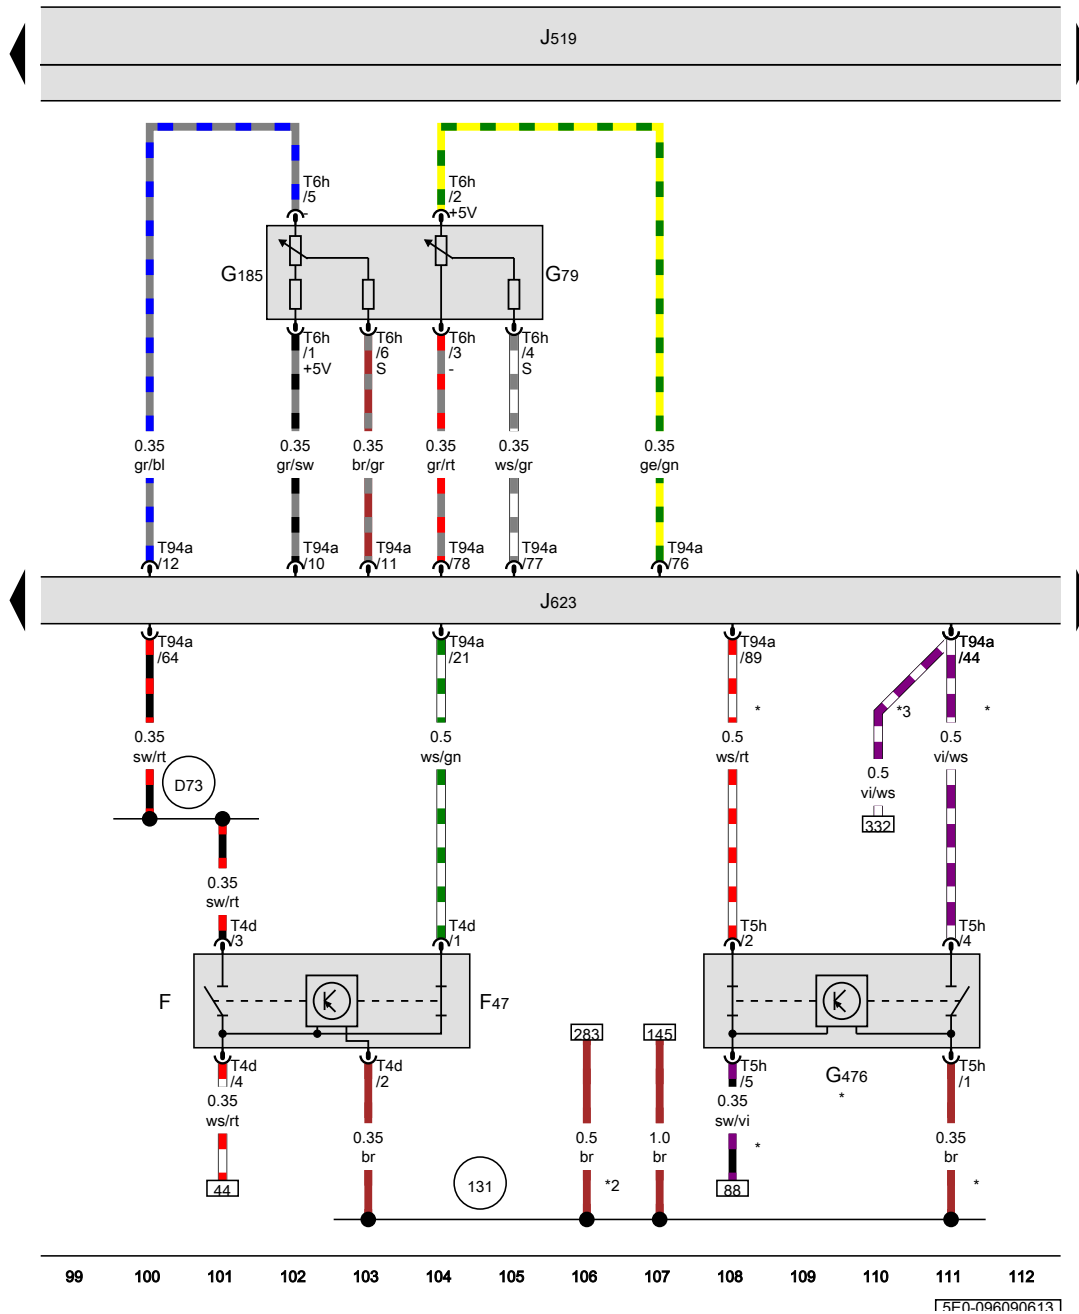 J519
T6h
/5
-
T6h
/2
+5V
G185
G79
T6h
/1
+5V
T6h
/6
S
T6h
/3
-
T6h
/4
S
0.35
gr/bl
0.35
gr/sw
0.35
br/gr
0.35
gr/rt
0.35
ws/gr
0.35
ge/gn
T94a
/12
T94a
/10
T94a
/11
T94a
/78
T94a
/77
T94a
/76
J623
T94a
/64
T94a
/21
T94a
/89
T94a
/44
*
*3
*
0.35
sw/rt
0.5
ws/gn
0.5
ws/rt
0.5
vi/ws
0.5
vi/ws
D73
332
0.35
sw/rt
T4d
/3
T4d
/1
T5h
/2
T5h
/4
F
F47
283
145
T4d
/4
T4d
/2
T5h
/5
G476
*
T5h
/1
0.35
ws/rt
0.35
sw/vi
*
0.35
br
0.5
br
1.0
br
0.35
br
44
131
*2
88
*
99 100 101 102 103 104 105 106 107 108 109 110 111 112
5E0-096090613